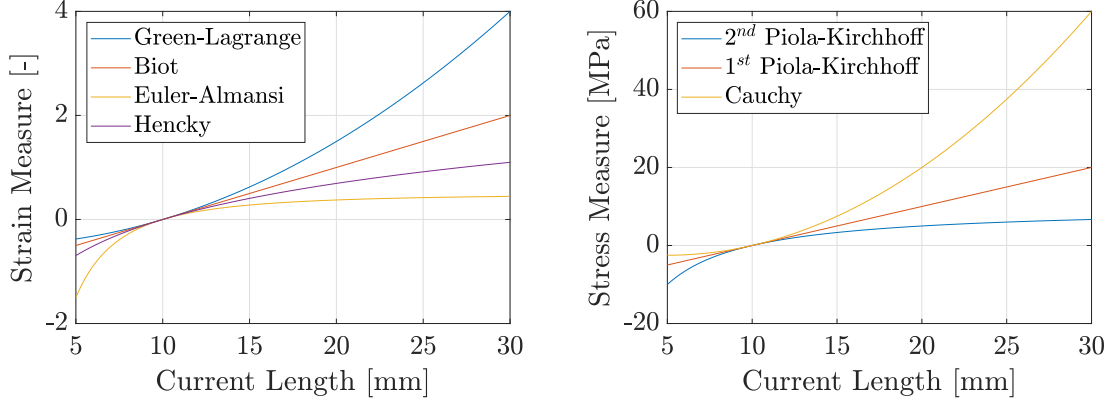 4
2
0
-2
Strain Measure [-]
Green-Lagrange
Biot
Euler-Almansi
Hencky
5 10 15 20 25 30
Current Length [mm]
60
40
20
0
-20
Stress Measure [MPa]
2nd Piola-Kirchhoff
1st Piola-Kirchhoff
Cauchy
5 10 15 20 25 30
Current Length [mm]